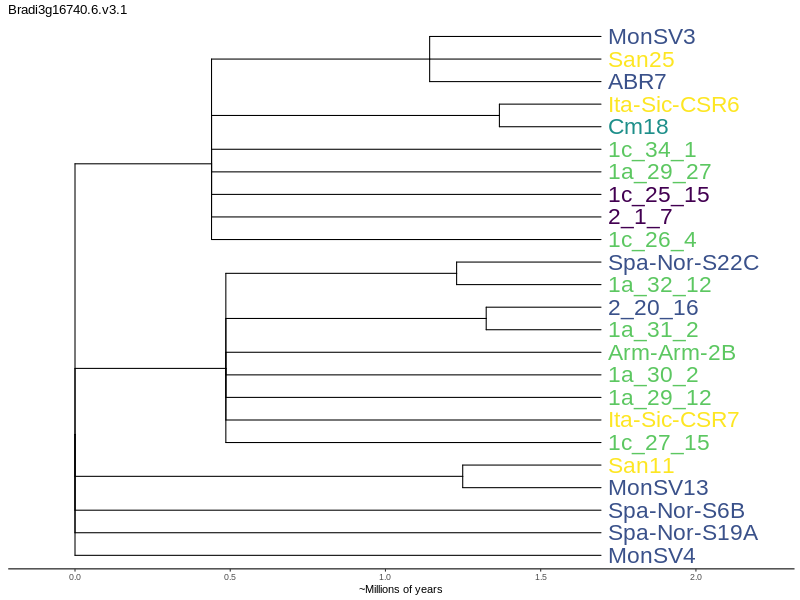 Bradi3g16740.6.v3.1
MonSV3
San25
ABR7
Ita-Sic-CSR6
Cm18
1c_34_1
1a_29_27
1c_25_15
2_1_7
1c_26_4
Spa-Nor-S22C
1a_32_12
2_20_16
1a_31_2
Arm-Arm-2B
1a_30_2
1a_29_12
Ita-Sic-CSR7
1c_27_15
San11
MonSV13
Spa-Nor-S6B
Spa-Nor-S19A
MonSV4
0.0 0.5 1.0 1.5 2.0
~Millions of years